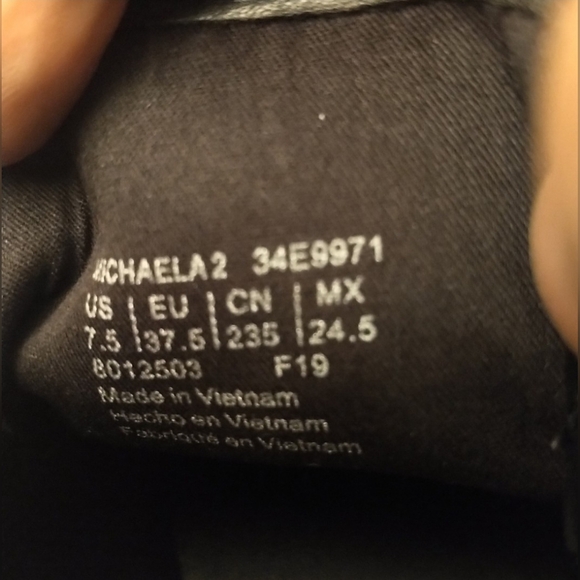 MICHAELA2 34E9971
US | EU | CN | MX
7.5 | 37.5 | 235 | 24.5
8012503 F19
Made in Vietnam
Hecho en Vietnam
Fabriqué en Vietnam